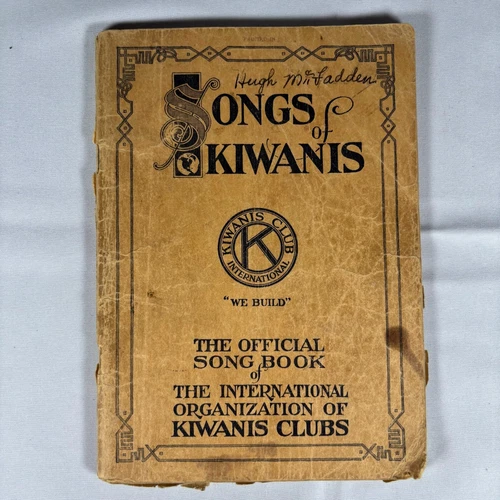 Hugh McFadden
SONGS
of
KIWANIS
KIWANIS CLUB
K
INTERNATIONAL
"WE BUILD"
THE OFFICIAL
SONG BOOK
of
THE INTERNATIONAL
ORGANIZATION OF
KIWANIS CLUBS